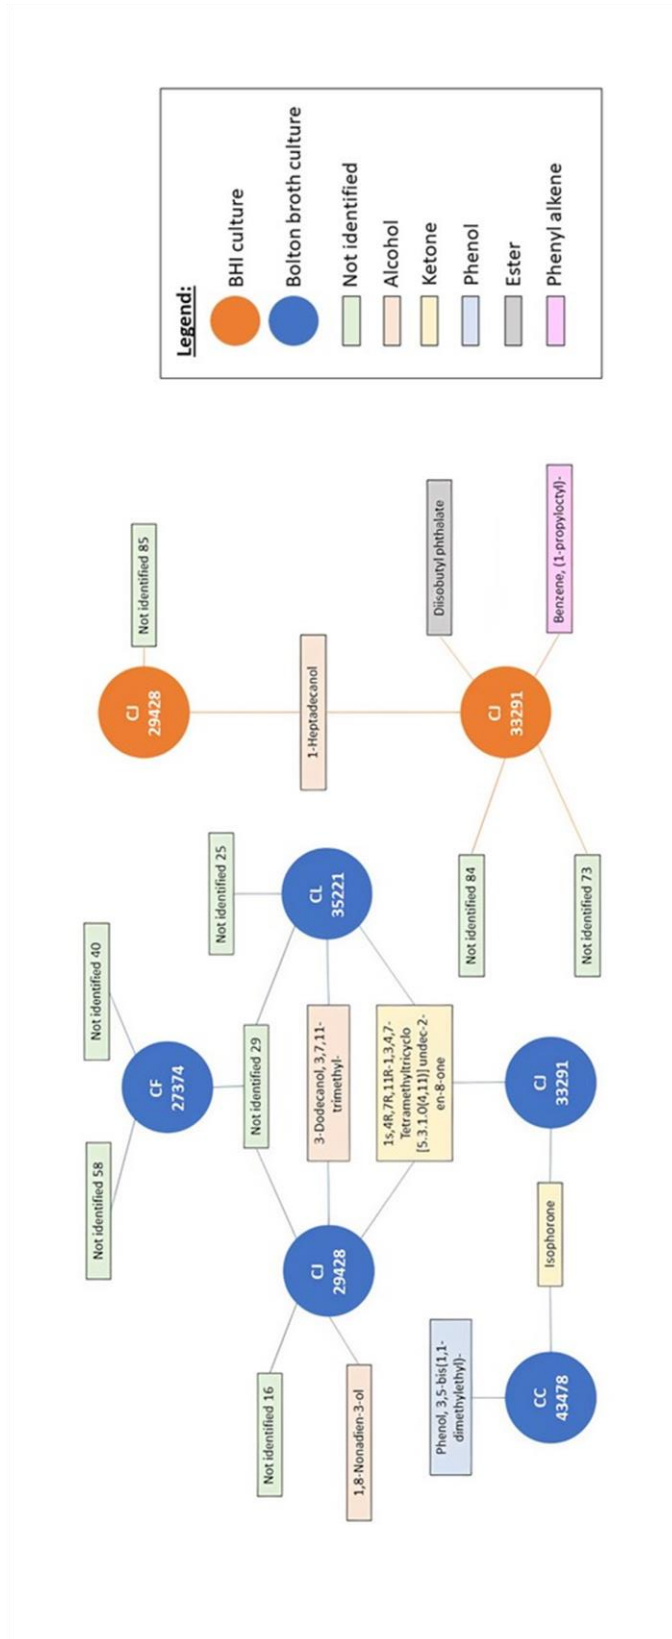 Not identified 58
Not identified 40
CF
27374
Not identified 25
Not identified 16
Not identified 29
CJ
29428
3-Dodecanol, 3,7,11-
trimethyl-
CL
35221
1,8-Nonadien-3-ol
1s,4R,7R,11R-1,3,4,7-
Tetramethyltricyclo
[5.3.1.0(4,11)] undec-2-
en-8-one
Phenol, 3,5-bis(1,1-
dimethylethyl)-
CC
43478
Isophorone
CJ
33291
CJ
29428
Not identified 85
1-Heptadecanol
Not identified 84
Diisobutyl phthalate
CJ
33291
Not identified 73
Benzene, (1-propyloctyl)-
Legend:
BHI culture
Bolton broth culture
Not identified
Alcohol
Ketone
Phenol
Ester
Phenyl alkene